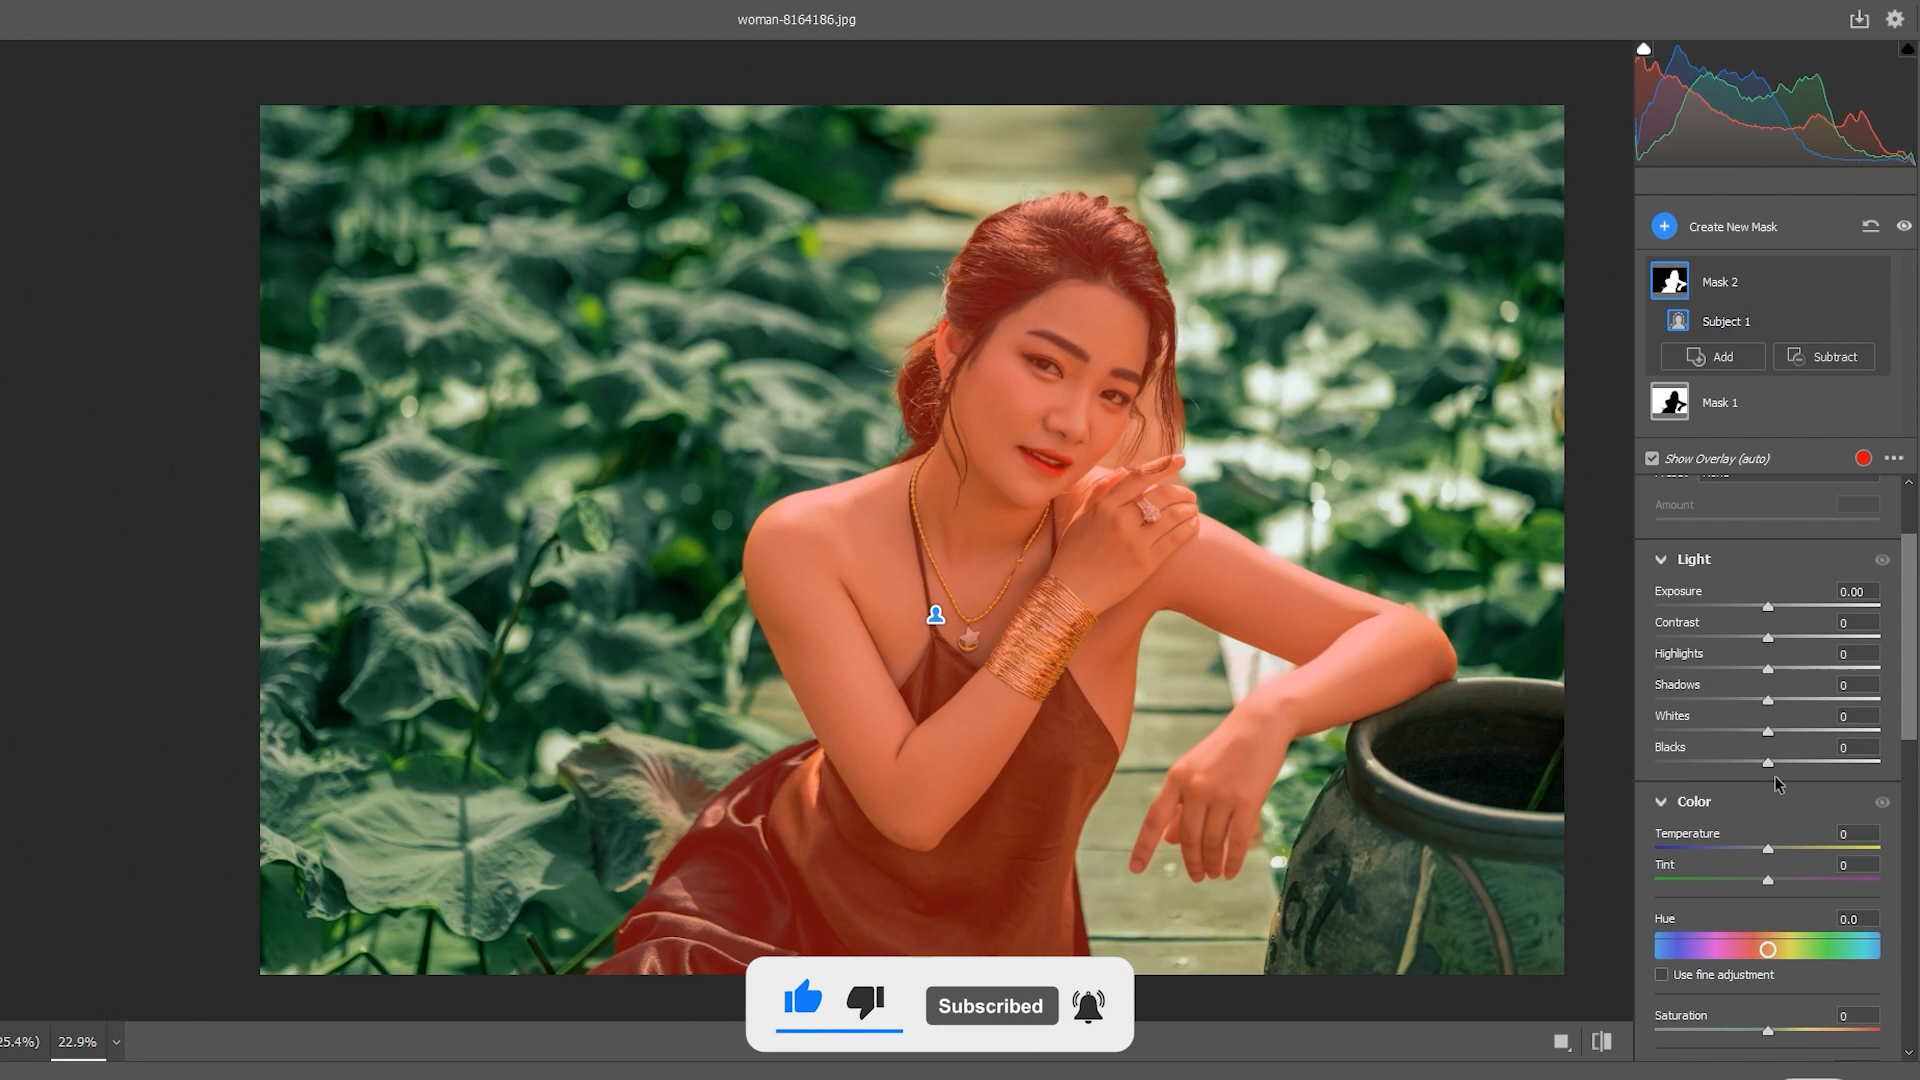 woman-8164186.jpg
Create New Mask
Mask 2
Subject 1
Add
Subtract
Mask 1
Show Overlay (auto)
Amount
Light
Exposure 0.00
Contrast 0
Highlights 0
Shadows 0
Whites 0
Blacks 0
Color
Temperature 0
Tint 0
Hue 0.0
Use fine adjustment
Saturation 0
Subscribed
25.4%) 22.9%